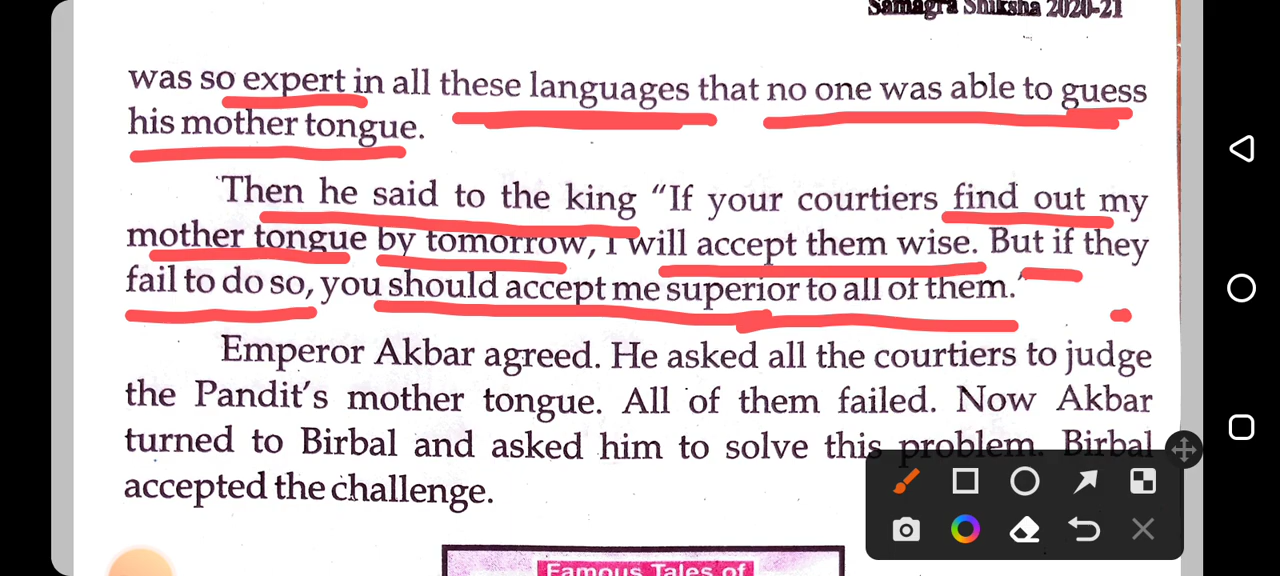 Samagra Shiksha 2020-21
was so expert in all these languages that no one was able to guess
his mother tongue.
Then he said to the king "If your courtiers find out my
mother tongue by tomorrow, I will accept them wise. But if they
fail to do so, you should accept me superior to all of them."
Emperor Akbar agreed. He asked all the courtiers to judge
the Pandit's mother tongue. All of them failed. Now Akbar
turned to Birbal and asked him to solve this problem. Birbal
accepted the challenge.
Famous Tales of